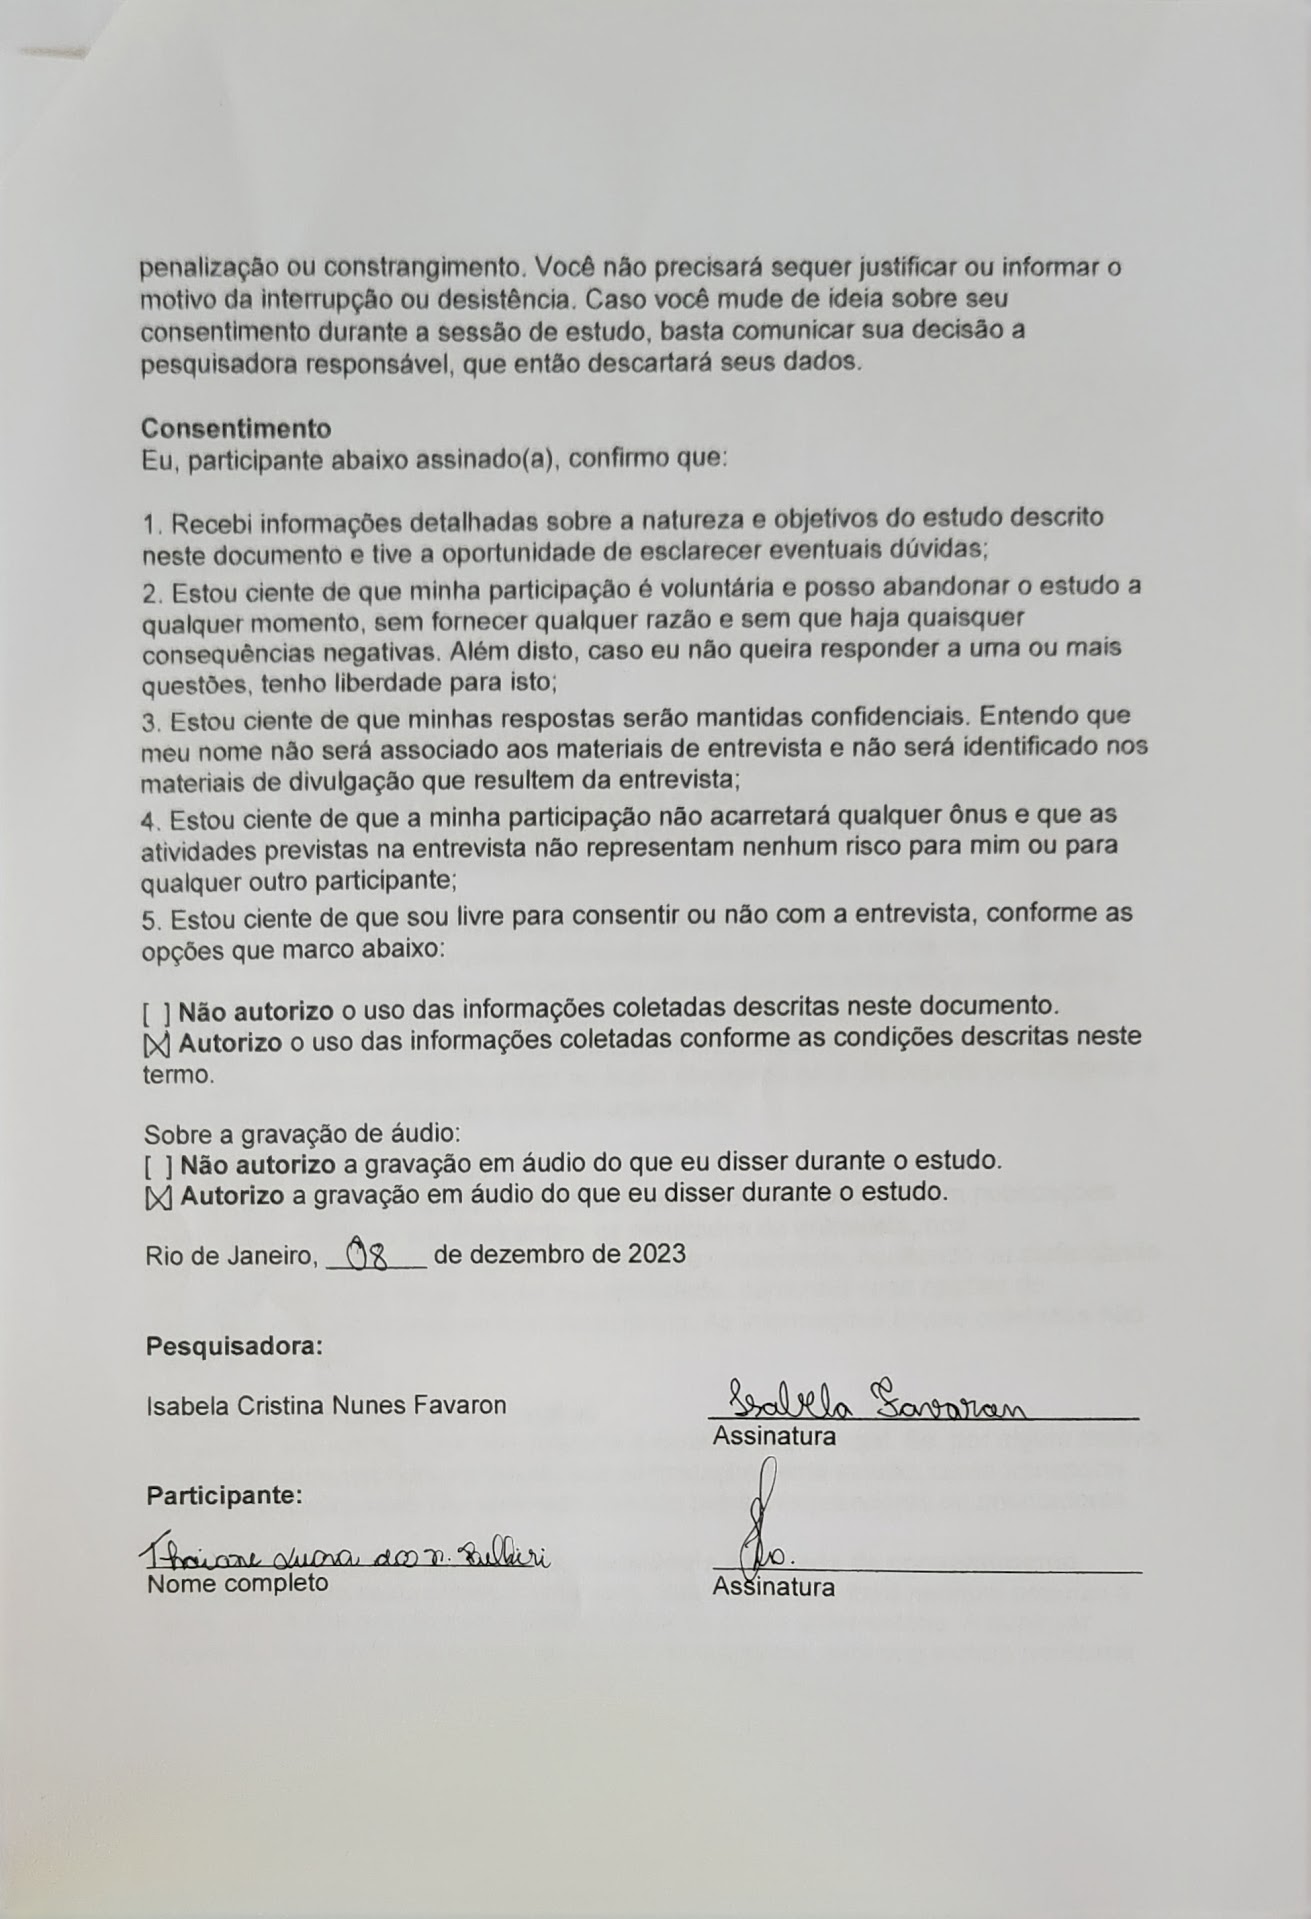 penalização ou constrangimento. Você não precisará sequer justificar ou informar o
motivo da interrupção ou desistência. Caso você mude de ideia sobre seu
consentimento durante a sessão de estudo, basta comunicar sua decisão a
pesquisadora responsável, que então descartará seus dados.
Consentimento
Eu, participante abaixo assinado(a), confirmo que:
1. Recebi informações detalhadas sobre a natureza e objetivos do estudo descrito
neste documento e tive a oportunidade de esclarecer eventuais dúvidas;
2. Estou ciente de que minha participação é voluntária e posso abandonar o estudo a
qualquer momento, sem fornecer qualquer razão e sem que haja quaisquer
consequências negativas. Além disto, caso eu não queira responder a uma ou mais
questões, tenho liberdade para isto;
3. Estou ciente de que minhas respostas serão mantidas confidenciais. Entendo que
meu nome não será associado aos materiais de entrevista e não será identificado nos
materiais de divulgação que resultem da entrevista;
4. Estou ciente de que a minha participação não acarretará qualquer ônus e que as
atividades previstas na entrevista não representam nenhum risco para mim ou para
qualquer outro participante;
5. Estou ciente de que sou livre para consentir ou não com a entrevista, conforme as
opções que marco abaixo:
[ ] Não autorizo o uso das informações coletadas descritas neste documento.
[X] Autorizo o uso das informações coletadas conforme as condições descritas neste
termo.
Sobre a gravação de áudio:
[ ] Não autorizo a gravação em áudio do que eu disser durante o estudo.
[X] Autorizo a gravação em áudio do que eu disser durante o estudo.
Rio de Janeiro, 08 de dezembro de 2023
Pesquisadora:
Isabela Cristina Nunes Favaron Isabela Favaron
Assinatura
Participante:
Thaiane dos n.
Nome completo Assinatura